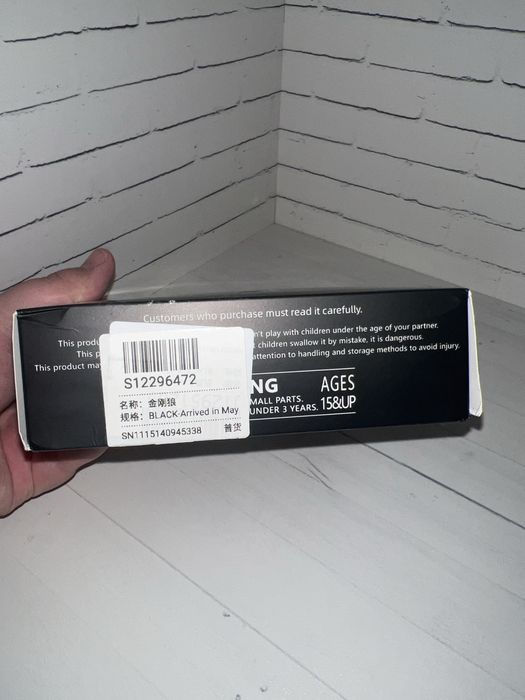 Customers who purchase must read it carefully.
This produ
n't play with children under the age of your partner.
This p
children swallow it by mistake, it is dangerous.
This product ma
attention to handling and storage methods to avoid injury.
S12296472
名称: 金刚狼
规格: BLACK-Arrived in May
SN1115140945338 普货
NG
MALL PARTS.
UNDER 3 YEARS.
AGES
15&UP